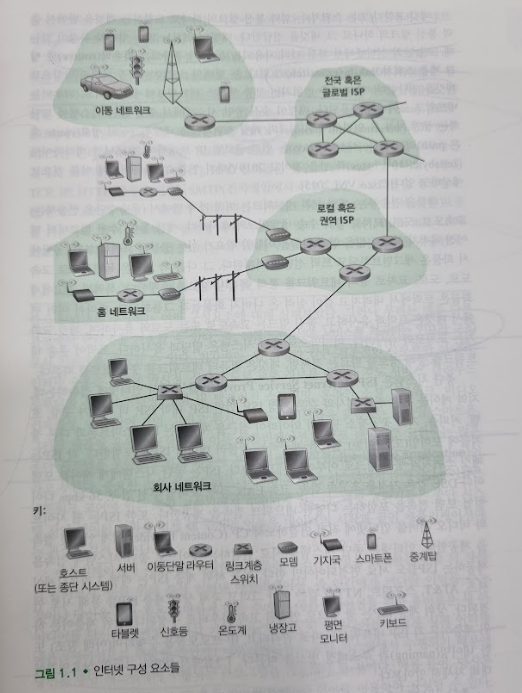 이동 네트워크
전국 혹은
글로벌 ISP
로컬 혹은
권역 ISP
홈 네트워크
회사 네트워크
키:
호스트
(또는 종단 시스템)
서버
이동단말
라우터
링크계층
스위치
모뎀
기지국
스마트폰
중계탑
태블릿
신호등
온도계
냉장고
평면
모니터
키보드
그림 1.1 • 인터넷 구성 요소들